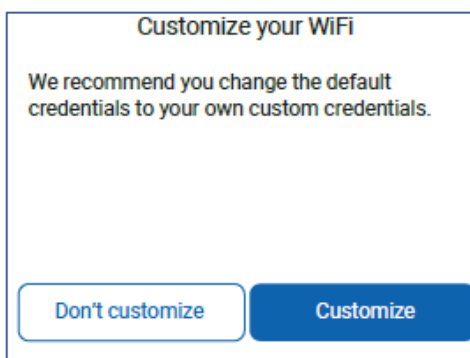 Customize your WiFi
We recommend you change the default
credentials to your own custom credentials.
Don't customize
Customize